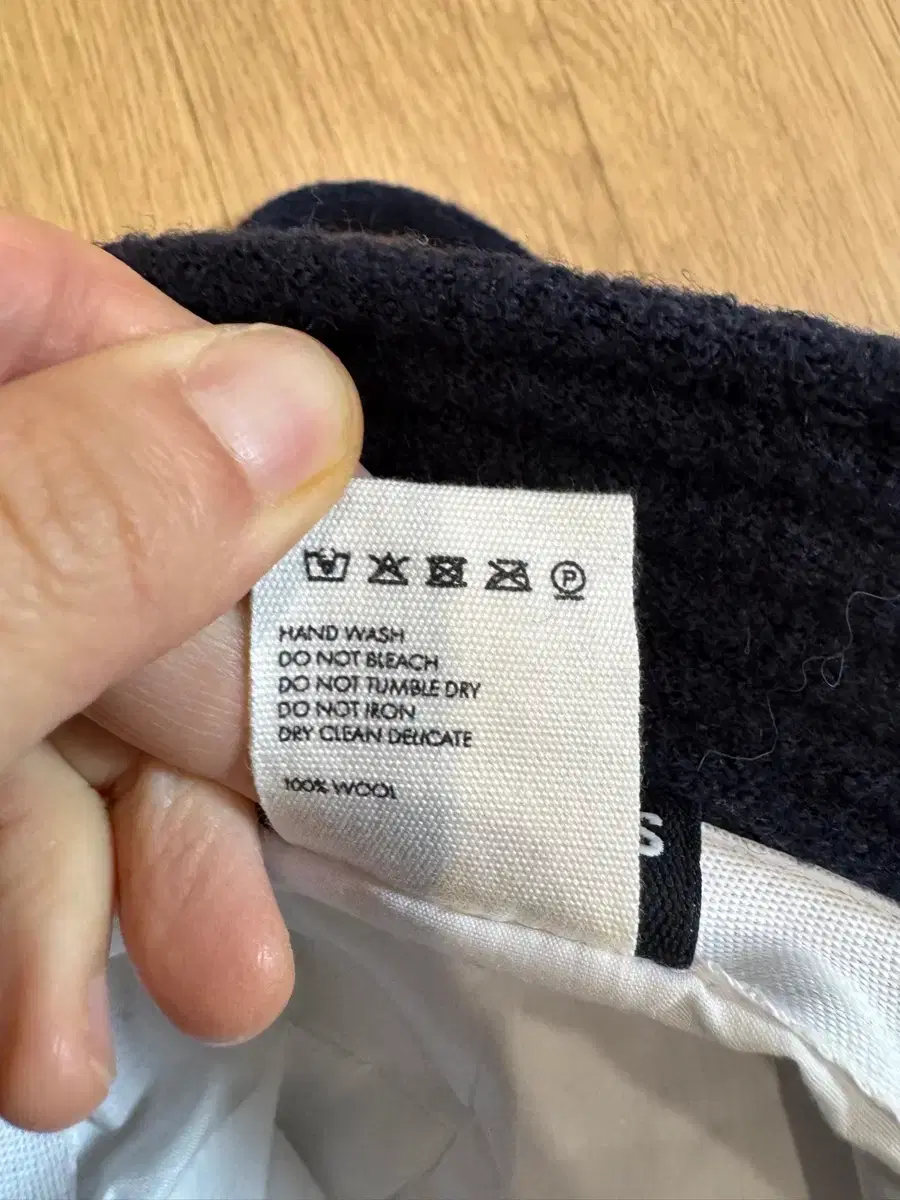 P
HAND WASH
DO NOT BLEACH
DO NOT TUMBLE DRY
DO NOT IRON
DRY CLEAN DELICATE
100% WOOL
S